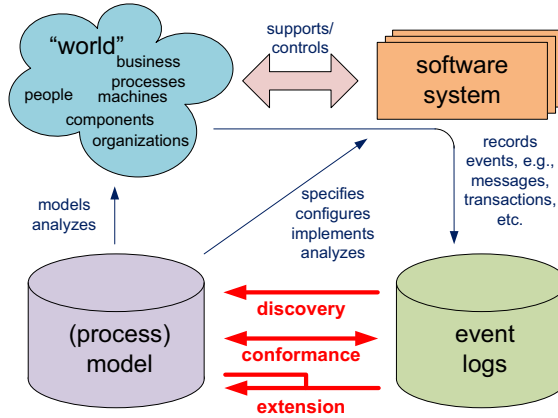 “world”
business
processes
people
machines
components
organizations
supports/
controls
software
system
records
events, e.g.,
messages,
transactions,
etc.
models
analyzes
specifies
configures
implements
analyzes
discovery
(process)
model
conformance
event
logs
extension